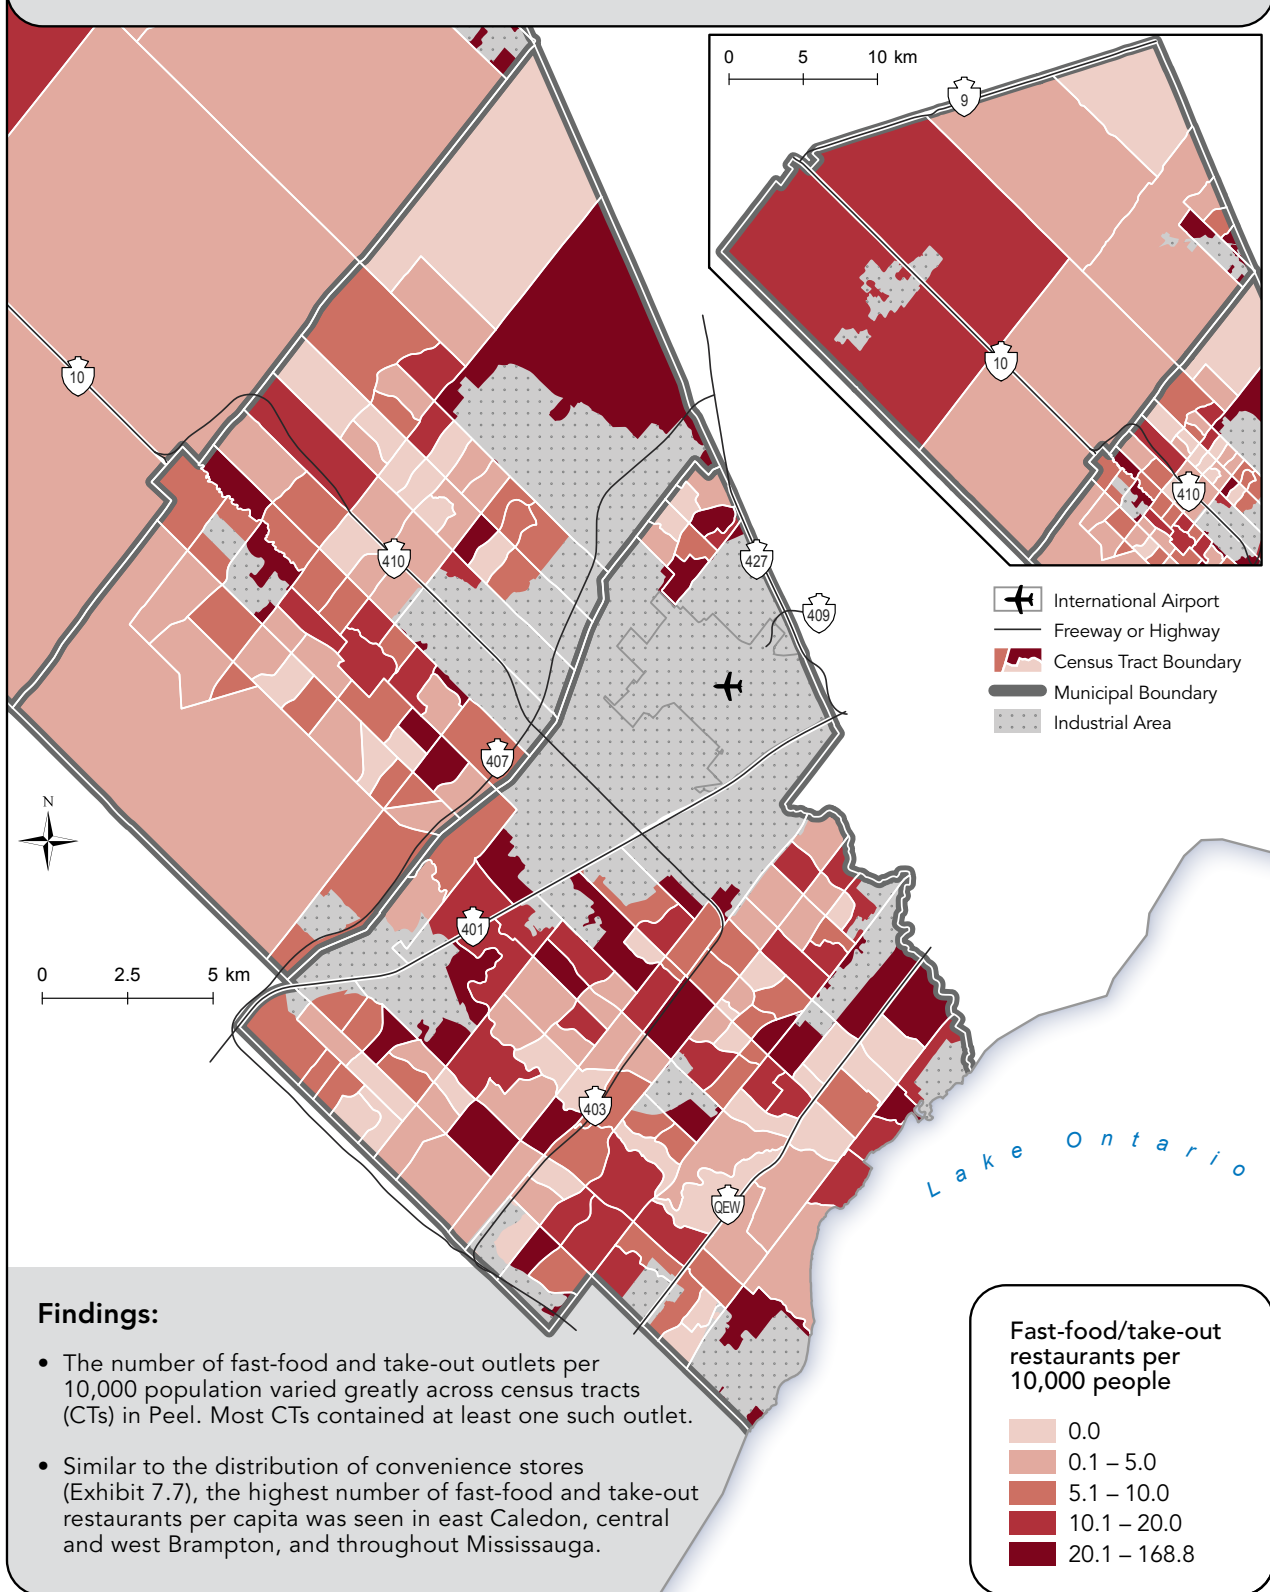 0 5 10 km
9
10
410
10
410
427
409
407
401
403
QEW
International Airport
Freeway or Highway
Census Tract Boundary
Municipal Boundary
Industrial Area
N
0 2.5 5 km
Lake Ontario
Findings:
• The number of fast-food and take-out outlets per
10,000 population varied greatly across census tracts
(CTs) in Peel. Most CTs contained at least one such outlet.
• Similar to the distribution of convenience stores
(Exhibit 7.7), the highest number of fast-food and take-out
restaurants per capita was seen in east Caledon, central
and west Brampton, and throughout Mississauga.
Fast-food/take-out
restaurants per
10,000 people
0.0
0.1 – 5.0
5.1 – 10.0
10.1 – 20.0
20.1 – 168.8